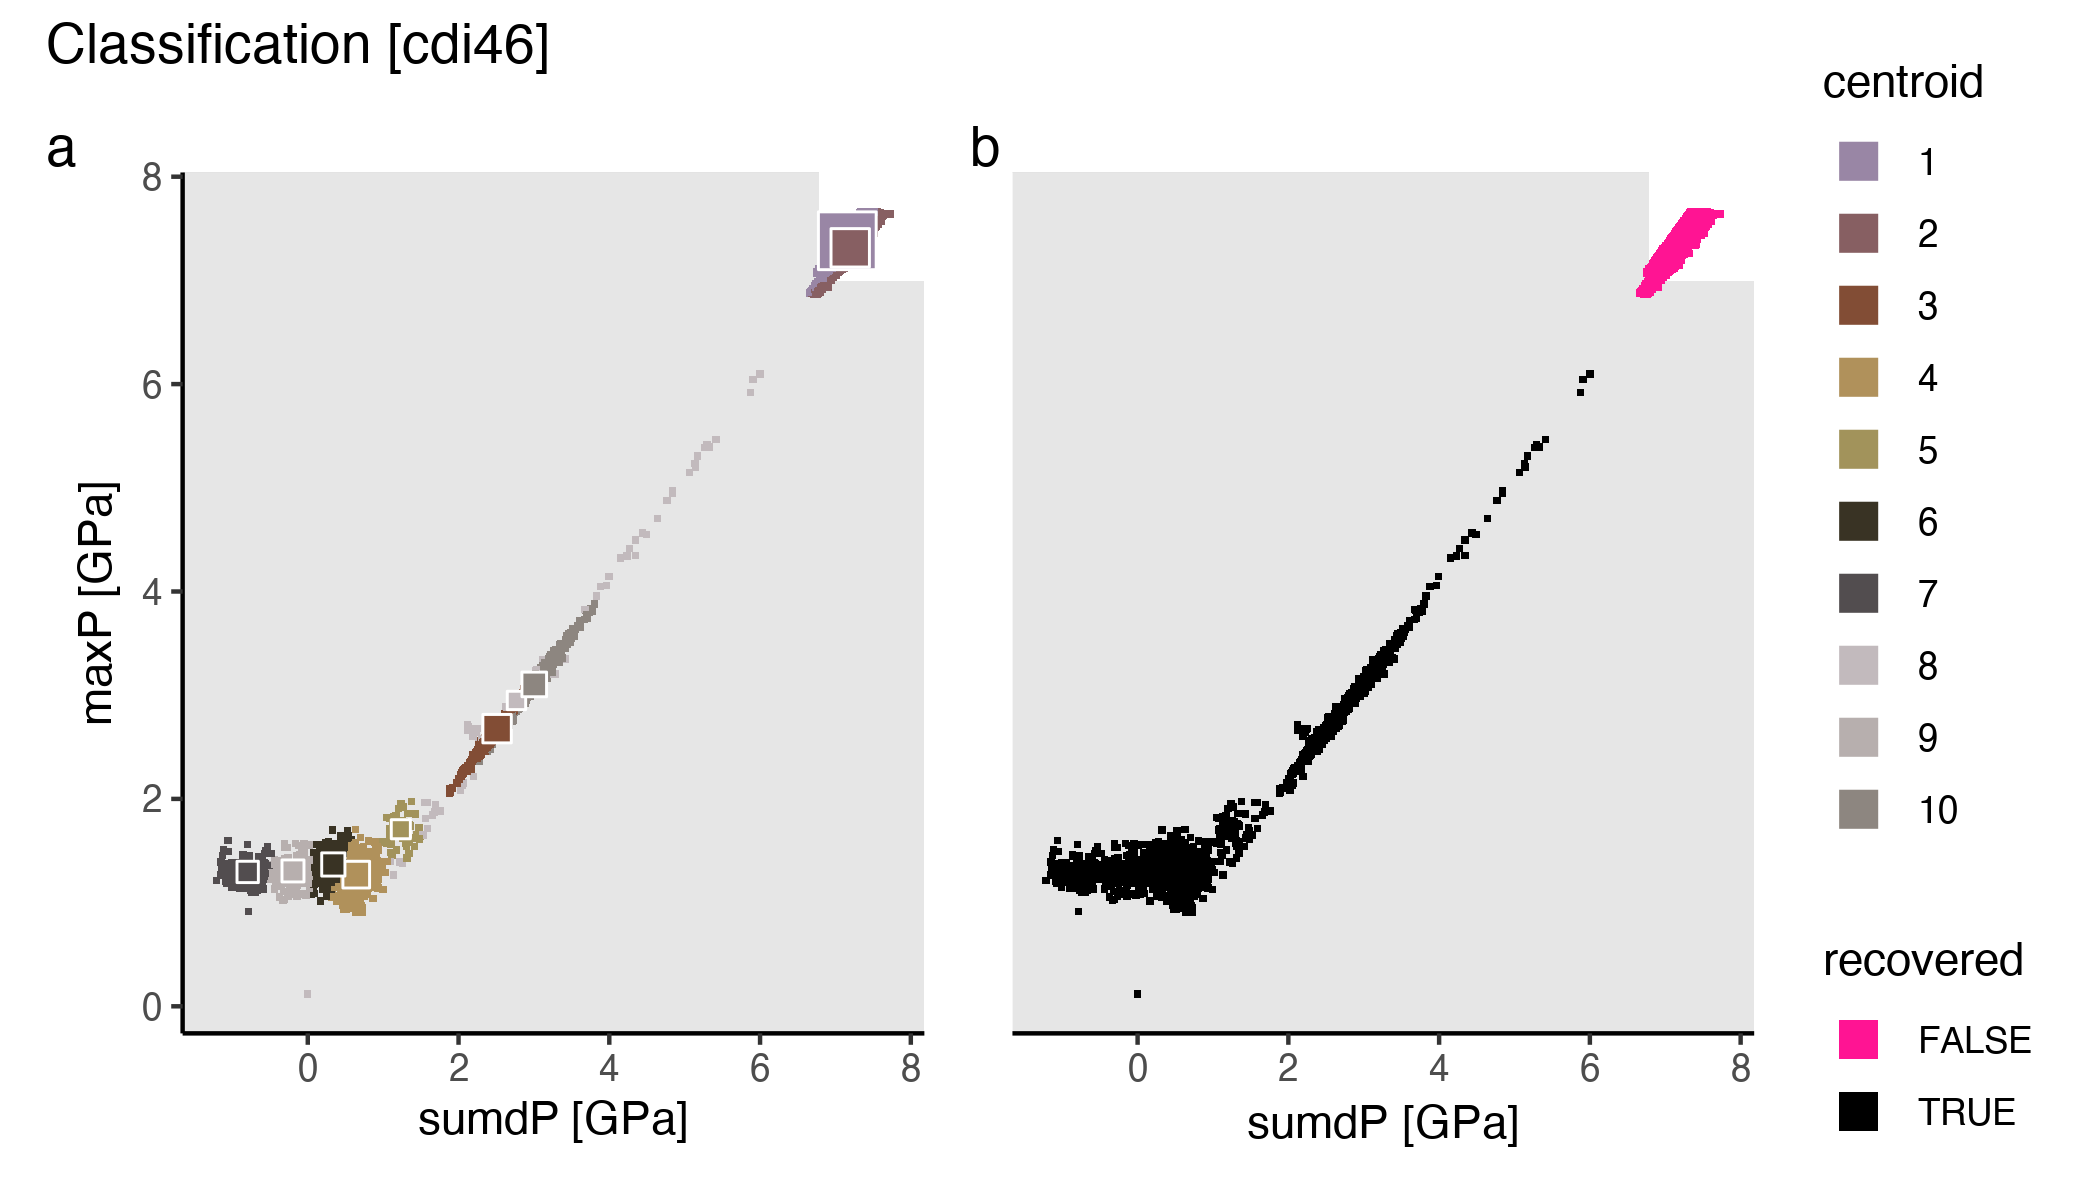 Classification [cdi46]
a
b
maxP [GPa]
8
6
4
2
0
0 2 4 6 8
sumdP [GPa]
0 2 4 6 8
sumdP [GPa]
centroid
1
2
3
4
5
6
7
8
9
10
recovered
FALSE
TRUE